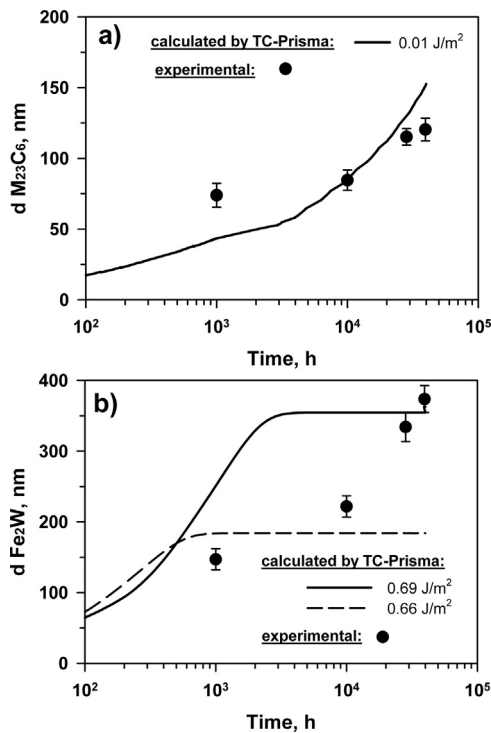 a)
calculated by TC-Prisma: 0.01 J/m²
experimental:
d M₂₃C₆, nm
200
150
100
50
0
10² 10³ 10⁴ 10⁵
Time, h
b)
d Fe₂W, nm
400
300
200
100
0
calculated by TC-Prisma:
0.69 J/m²
0.66 J/m²
experimental:
10² 10³ 10⁴ 10⁵
Time, h